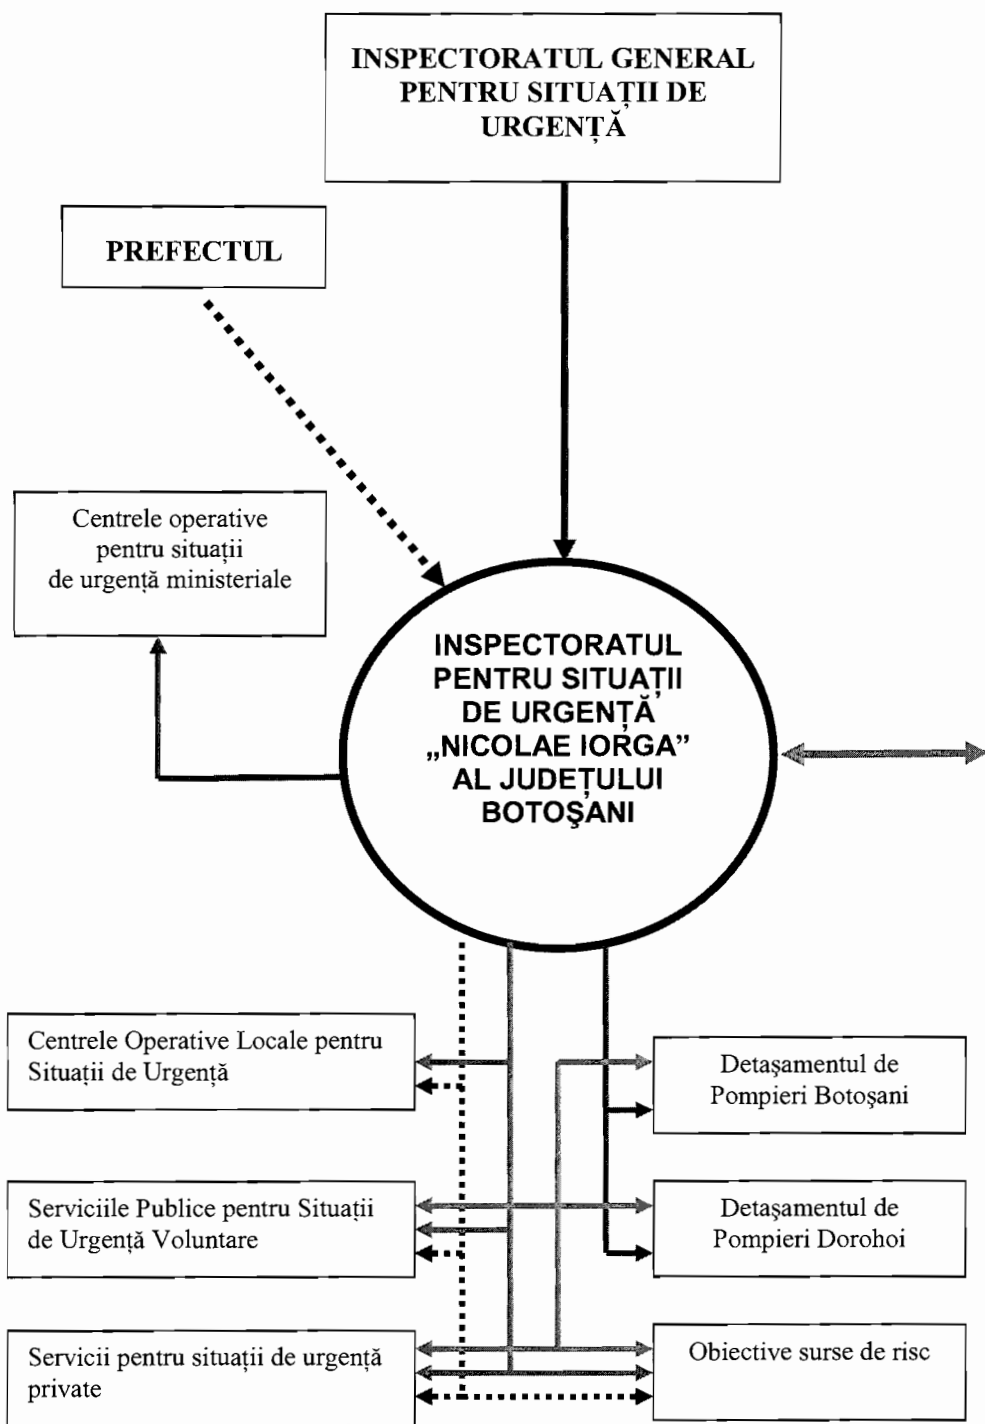 INSPECTORATUL GENERAL
PENTRU SITUAȚII DE
URGENȚĂ
PREFECTUL
Centrele operative
pentru situații
de urgență ministeriale
INSPECTORATUL
PENTRU SITUAȚII
DE URGENȚĂ
„NICOLAE IORGA”
AL JUDEȚULUI
BOTOŞANI
Centrele Operative Locale pentru
Situații de Urgență
Detaşamentul de
Pompieri Botoşani
Serviciile Publice pentru Situații
de Urgență Voluntare
Detaşamentul de
Pompieri Dorohoi
Servicii pentru situații de urgență
private
Obiective surse de risc